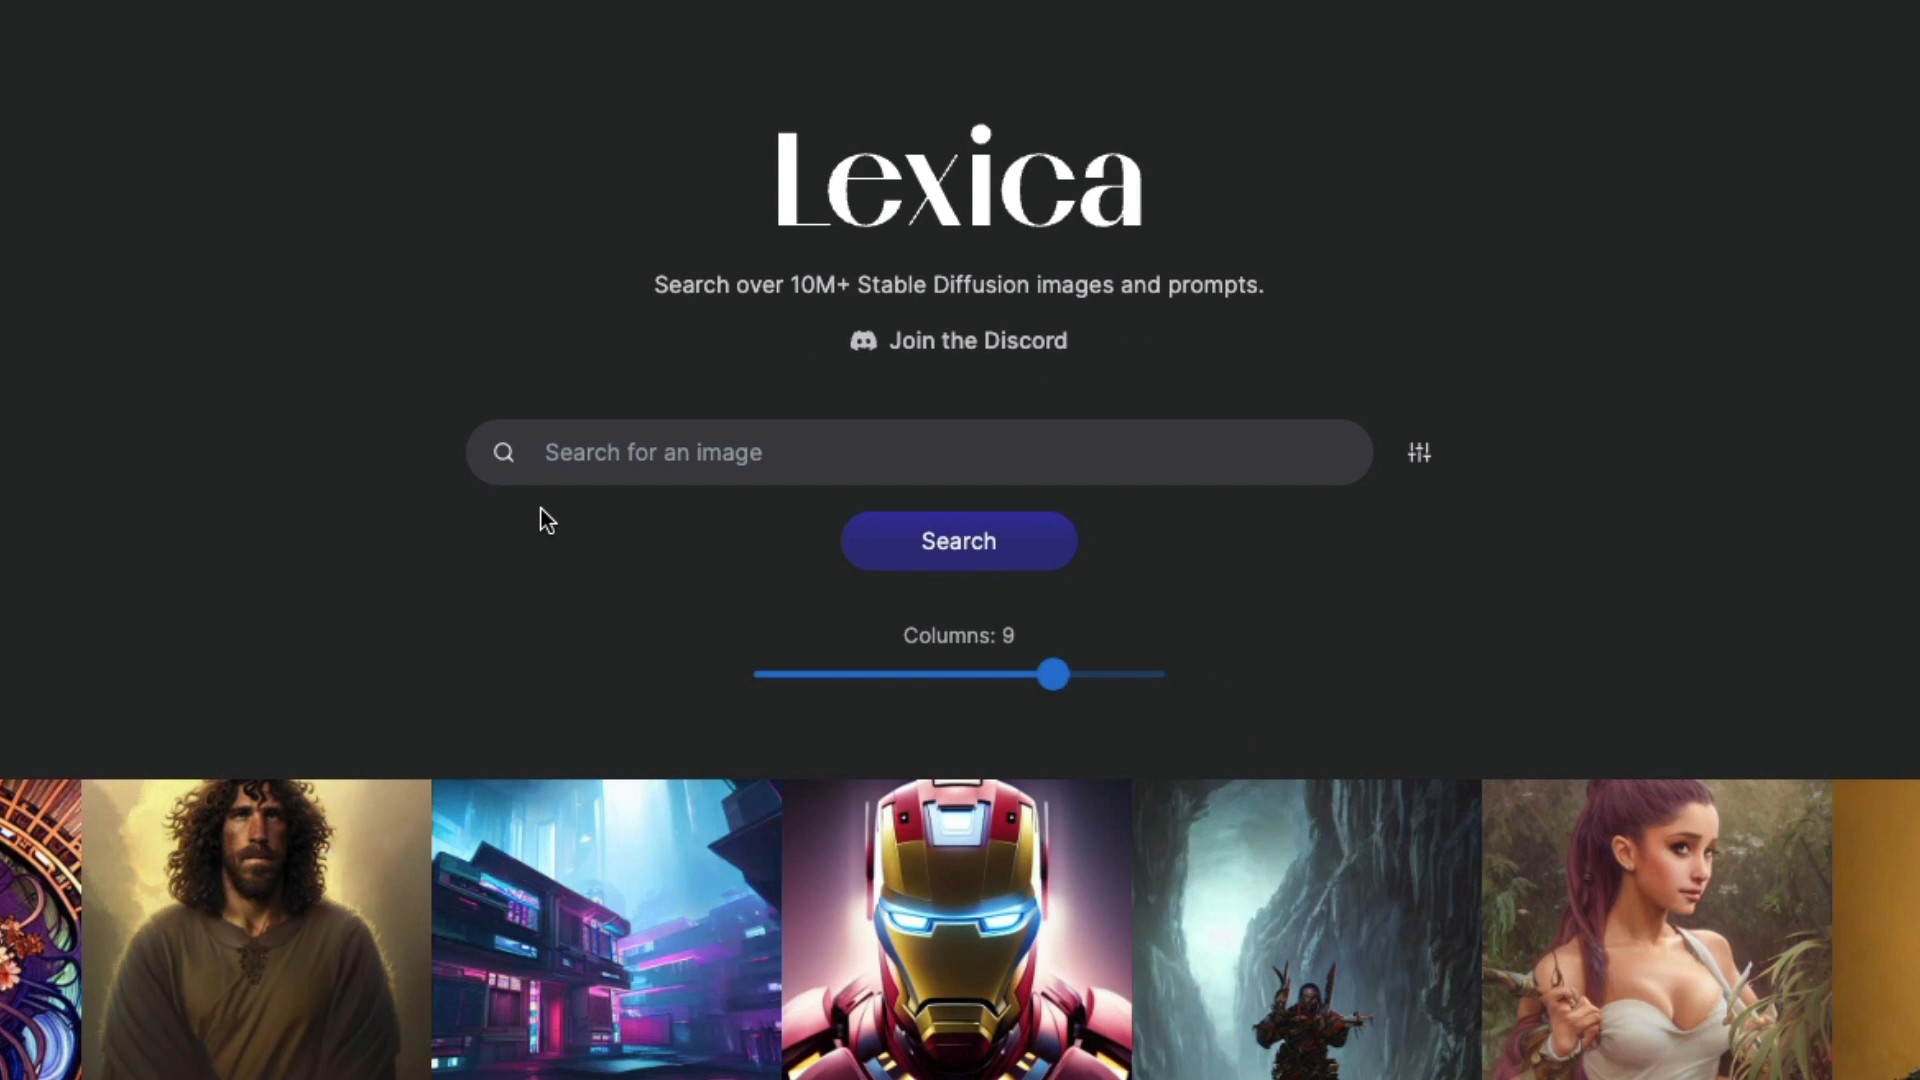 Lexica
Search over 10M+ Stable Diffusion images and prompts.
Join the Discord
Search for an image
Search
Columns: 9